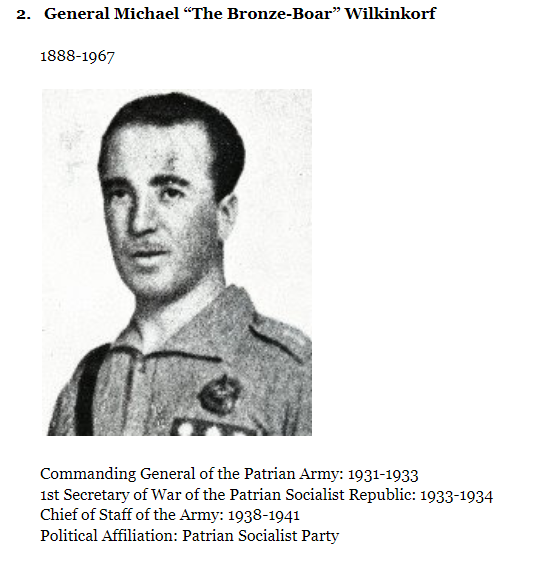 2. General Michael “The Bronze-Boar” Wilkinkorf
1888-1967
Commanding General of the Patrian Army: 1931-1933
1st Secretary of War of the Patrian Socialist Republic: 1933-1934
Chief of Staff of the Army: 1938-1941
Political Affiliation: Patrian Socialist Party